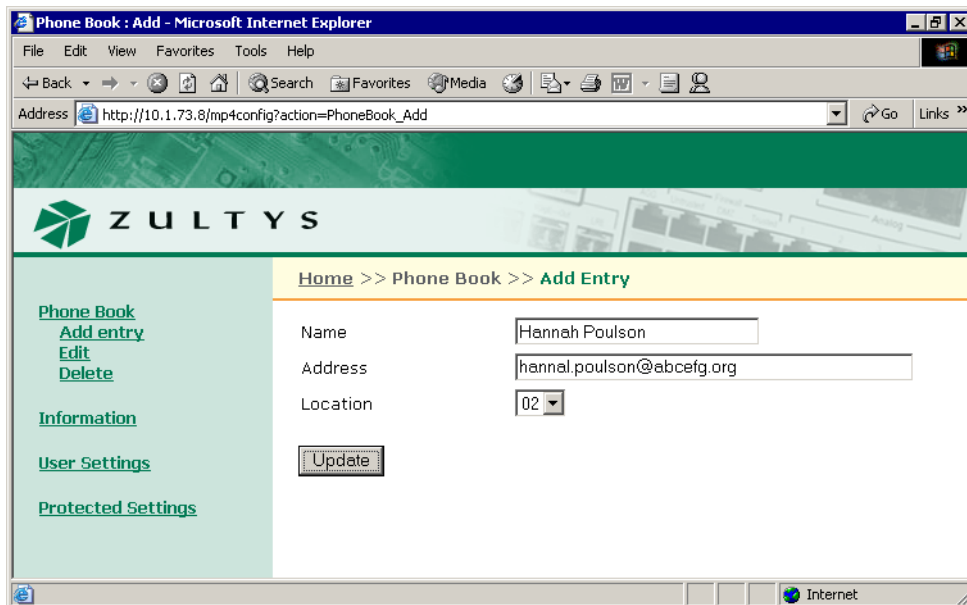 Phone Book : Add - Microsoft Internet Explorer
File Edit View Favorites Tools Help
Back Search Favorites Media
Address http://10.1.73.8/mp4config?action=PhoneBook_Add Go Links »
ZULTYS
Home >> Phone Book >> Add Entry
Phone Book
Add entry
Edit
Delete
Information
User Settings
Protected Settings
Name Hannah Poulson
Address hannal.poulson@abcefg.org
Location 02
Update
Internet